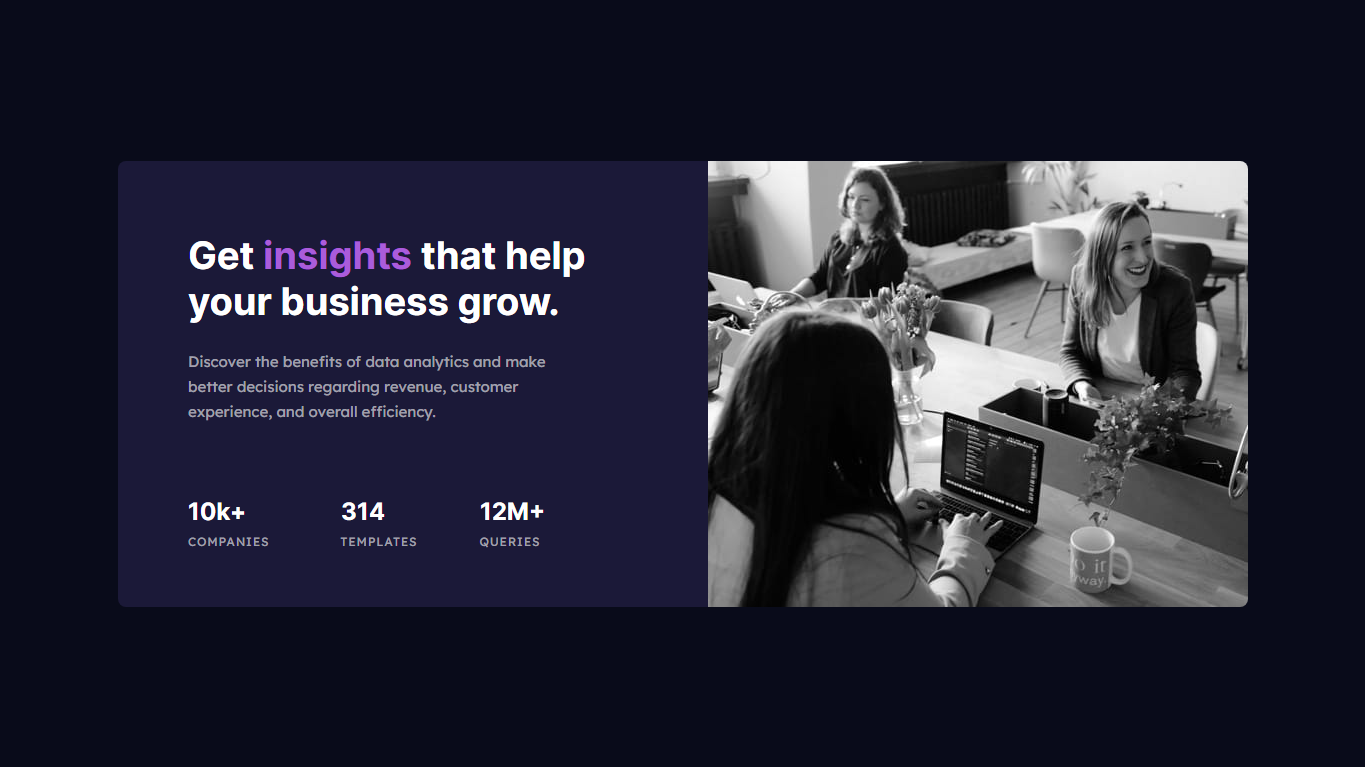 Get insights that help
your business grow.
Discover the benefits of data analytics and make
better decisions regarding revenue, customer
experience, and overall efficiency.
10k+ 314 12M+
COMPANIES TEMPLATES QUERIES